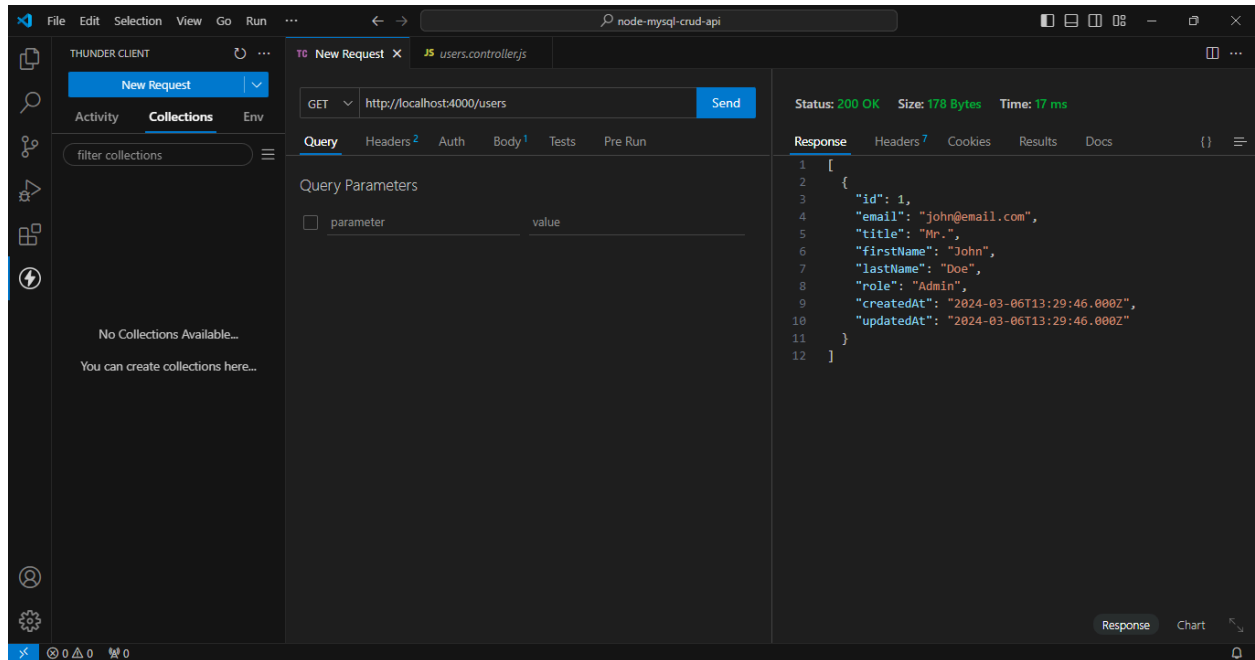 File Edit Selection View Go Run ··· ← → node-mysql-crud-api
THUNDER CLIENT
New Request
Activity Collections Env
filter collections
No Collections Available...
You can create collections here...
TC New Request JS users.controller.js
GET http://localhost:4000/users Send
Query Headers 2 Auth Body 1 Tests Pre Run
Query Parameters
parameter value
Status: 200 OK Size: 178 Bytes Time: 17 ms
Response Headers 7 Cookies Results Docs {}
1 [
2 {
3 "id": 1,
4 "email": "john@email.com",
5 "title": "Mr.",
6 "firstName": "John",
7 "lastName": "Doe",
8 "role": "Admin",
9 "createdAt": "2024-03-06T13:29:46.000Z",
10 "updatedAt": "2024-03-06T13:29:46.000Z"
11 }
12 ]
Response Chart
0 0 0